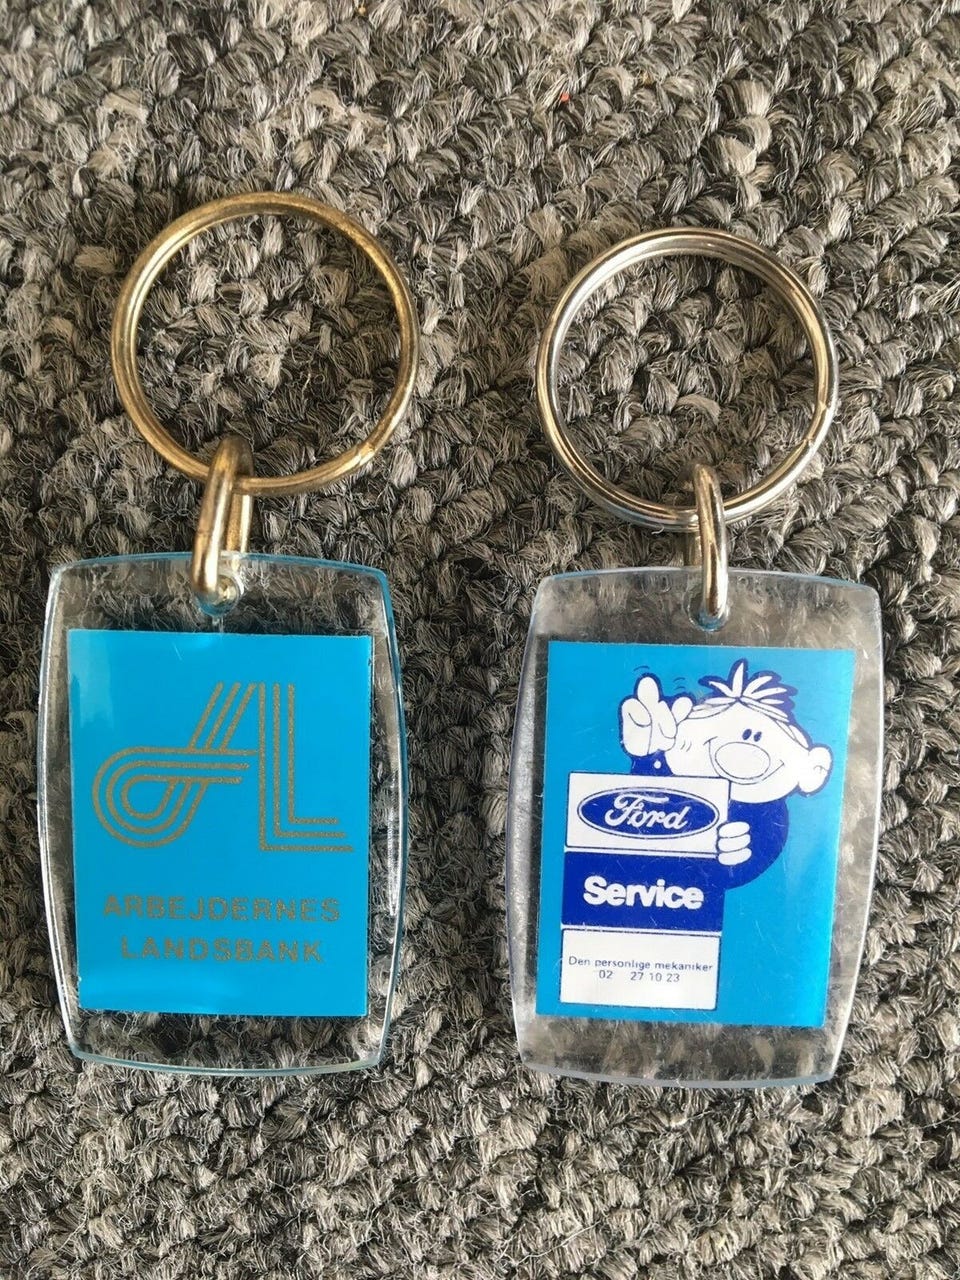 AL
ARBEJDERNES
LANDSBANK
Ford
Service
Den personlige mekaniker
02 27 10 23